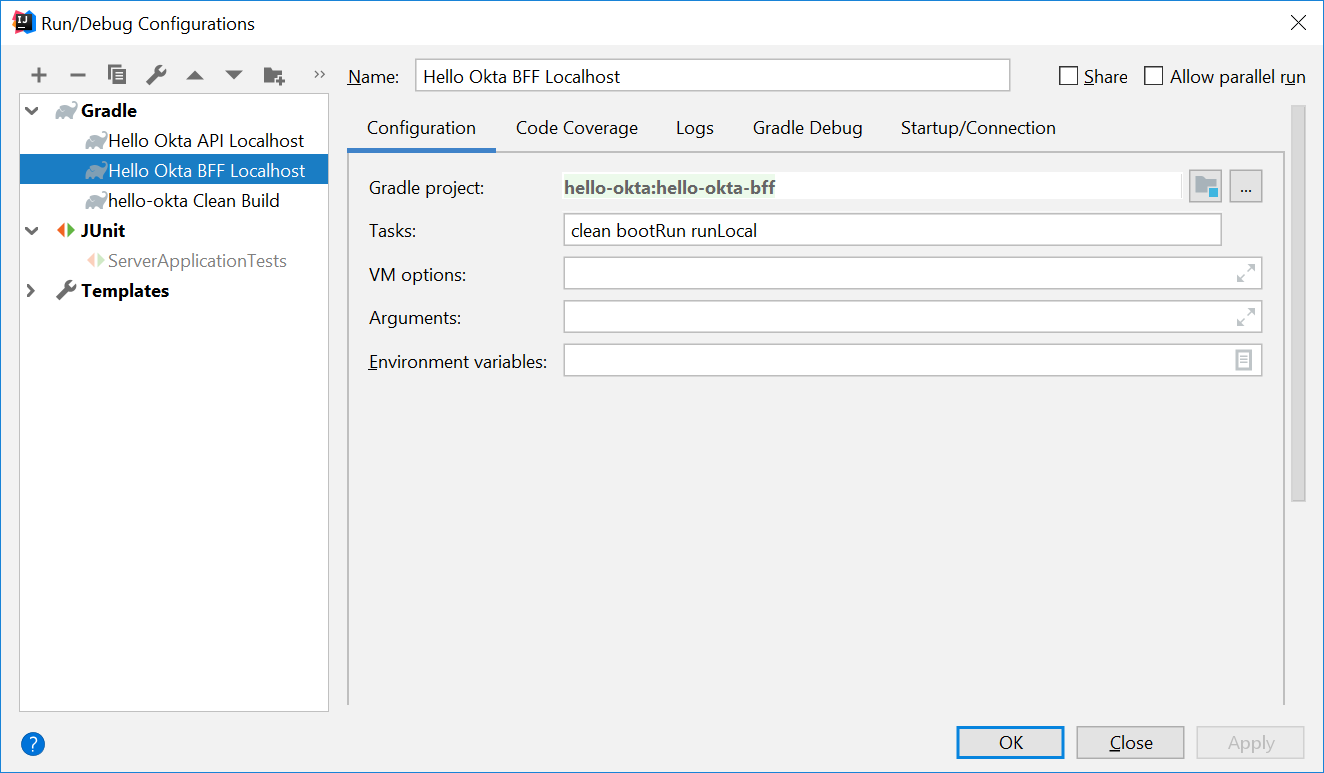 Run/Debug Configurations
Name: Hello Okta BFF Localhost Share Allow parallel run
Gradle
Hello Okta API Localhost
Hello Okta BFF Localhost
hello-okta Clean Build
JUnit
ServerApplicationTests
Templates
Configuration Code Coverage Logs Gradle Debug Startup/Connection
Gradle project: hello-okta:hello-okta-bff ...
Tasks: clean bootRun runLocal
VM options:
Arguments:
Environment variables:
? OK Close Apply